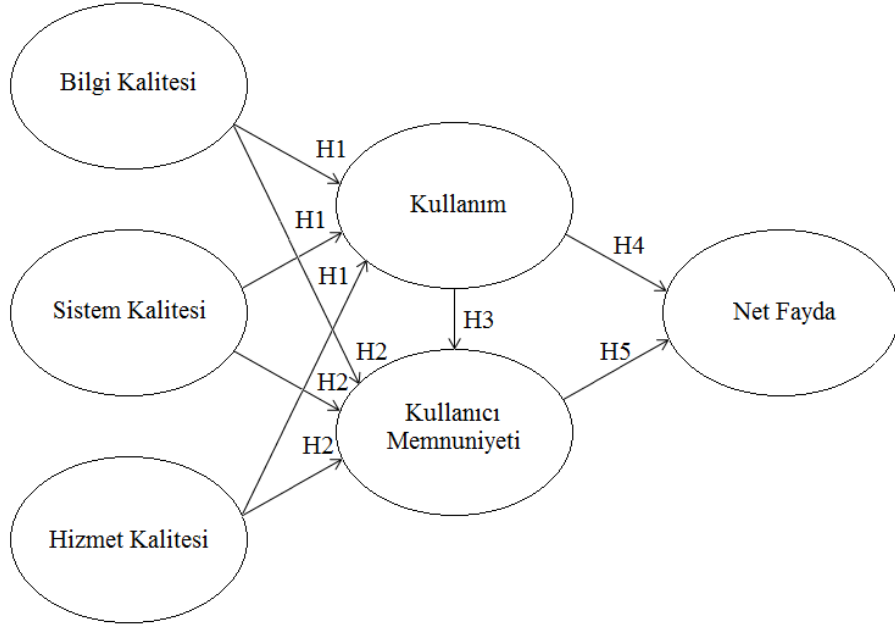 Bilgi Kalitesi
H1
Kullanım
H1
H4
H1
Sistem Kalitesi
Net Fayda
H3
H2
H5
H2
Kullanıcı
Memnuniyeti
H2
Hizmet Kalitesi